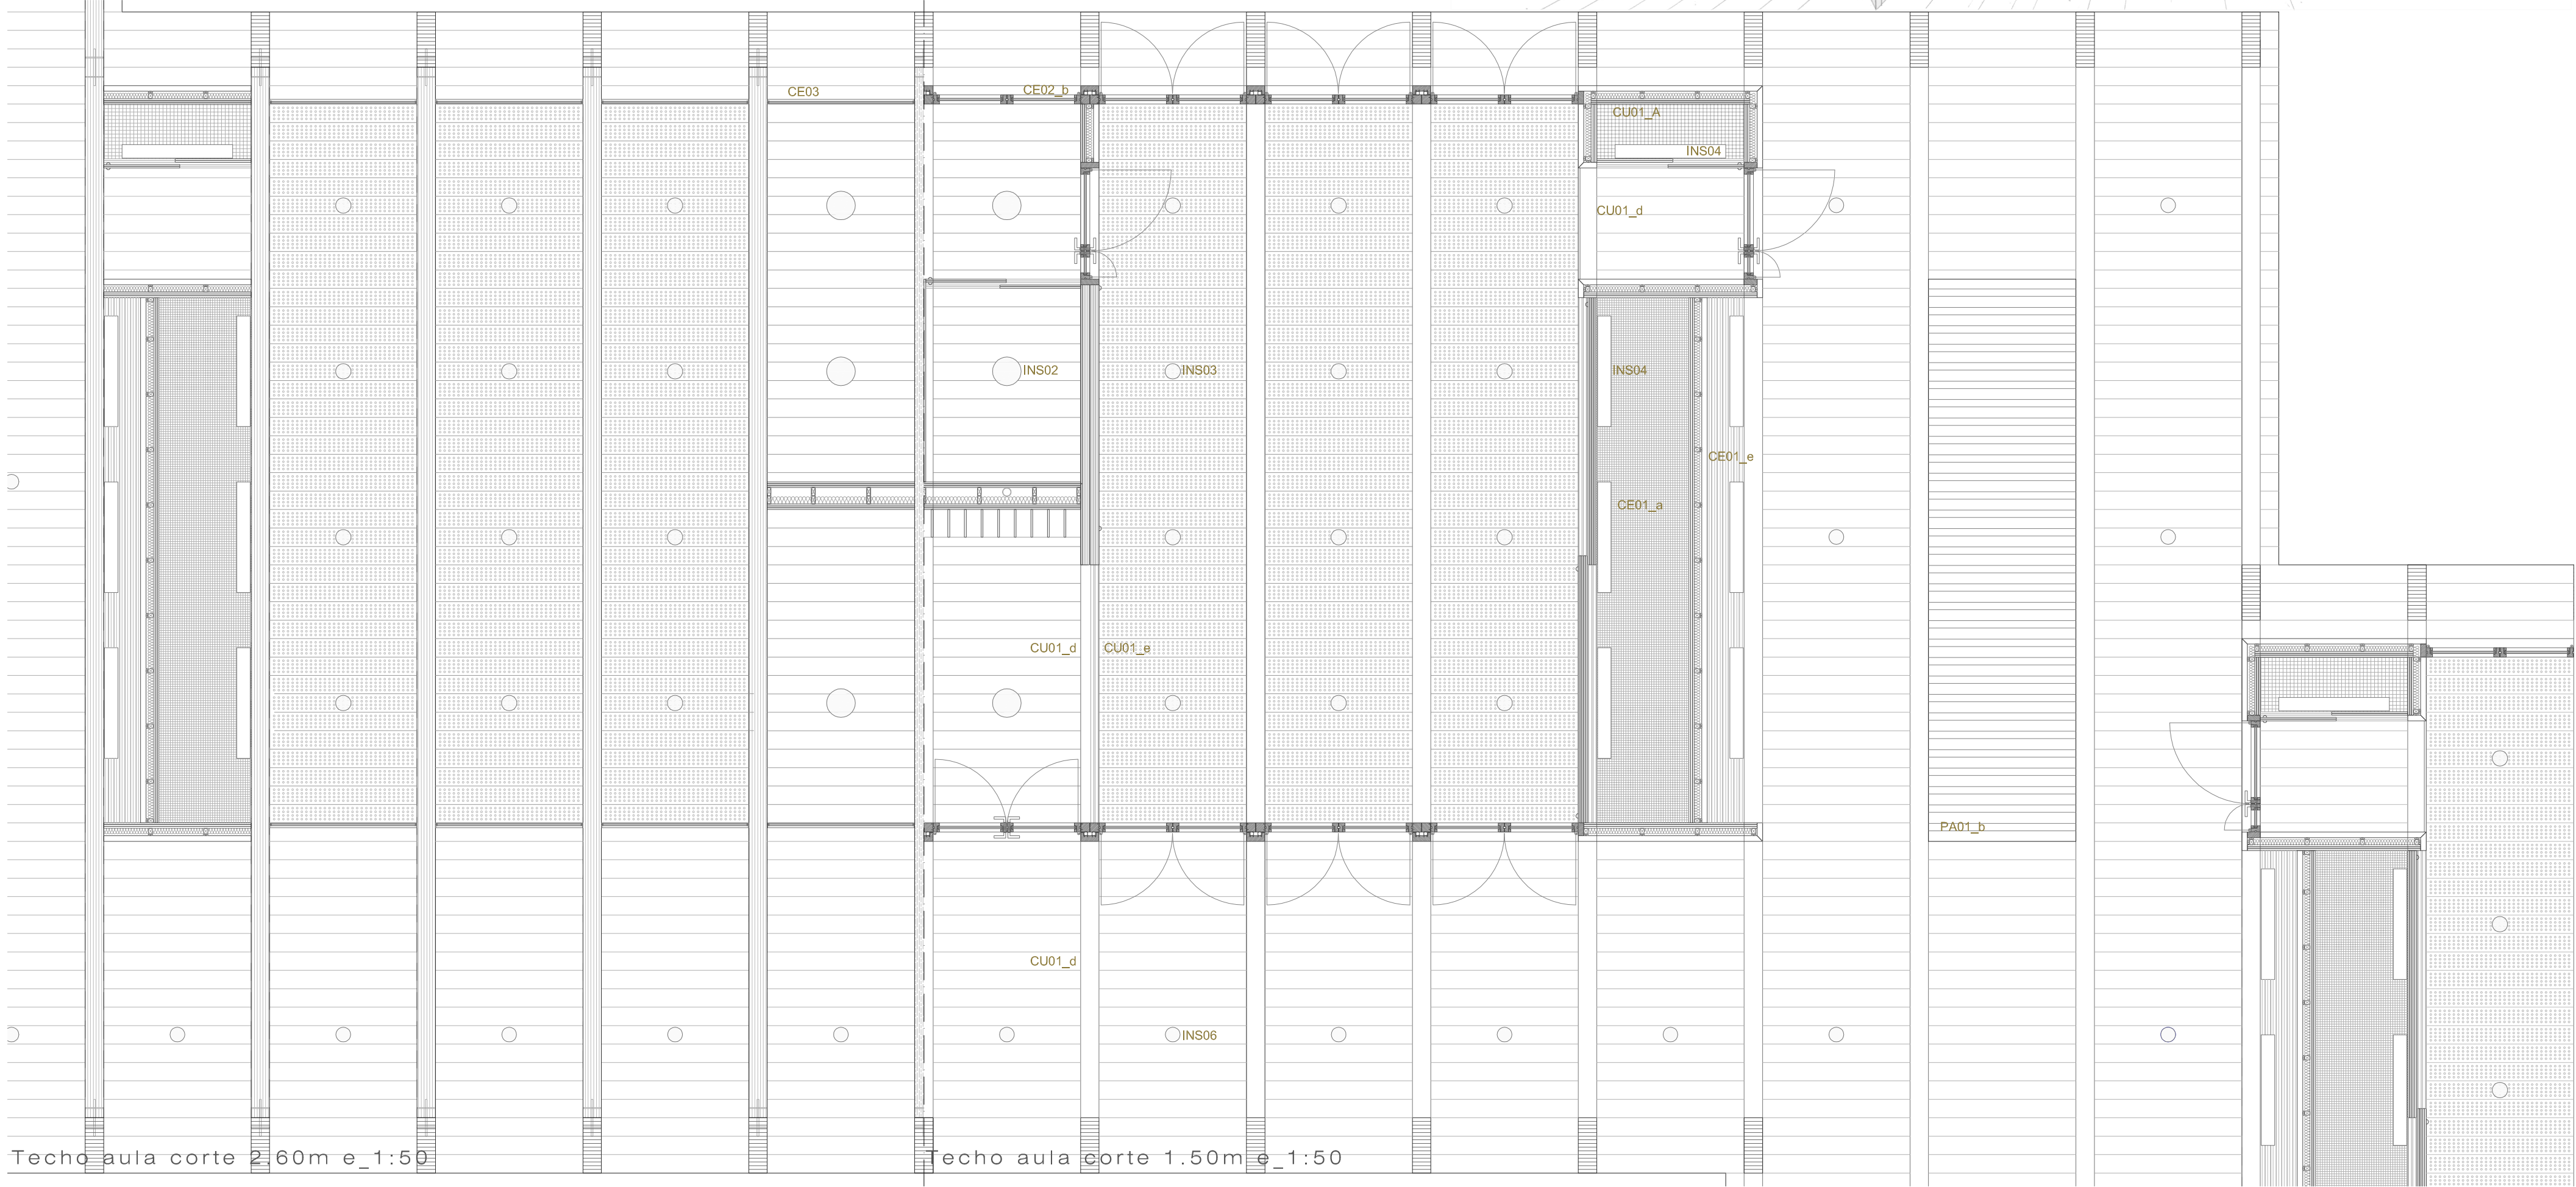 CE03
CE02_b
CU01_A
INS04
CU01_d
INS02
INS03
INS04
CE01_e
CE01_a
CU01_d
CU01_e
PA01_b
CU01_d
INS06
Techo aula corte 2.60m e_1:50
Techo aula corte 1.50m e_1:50